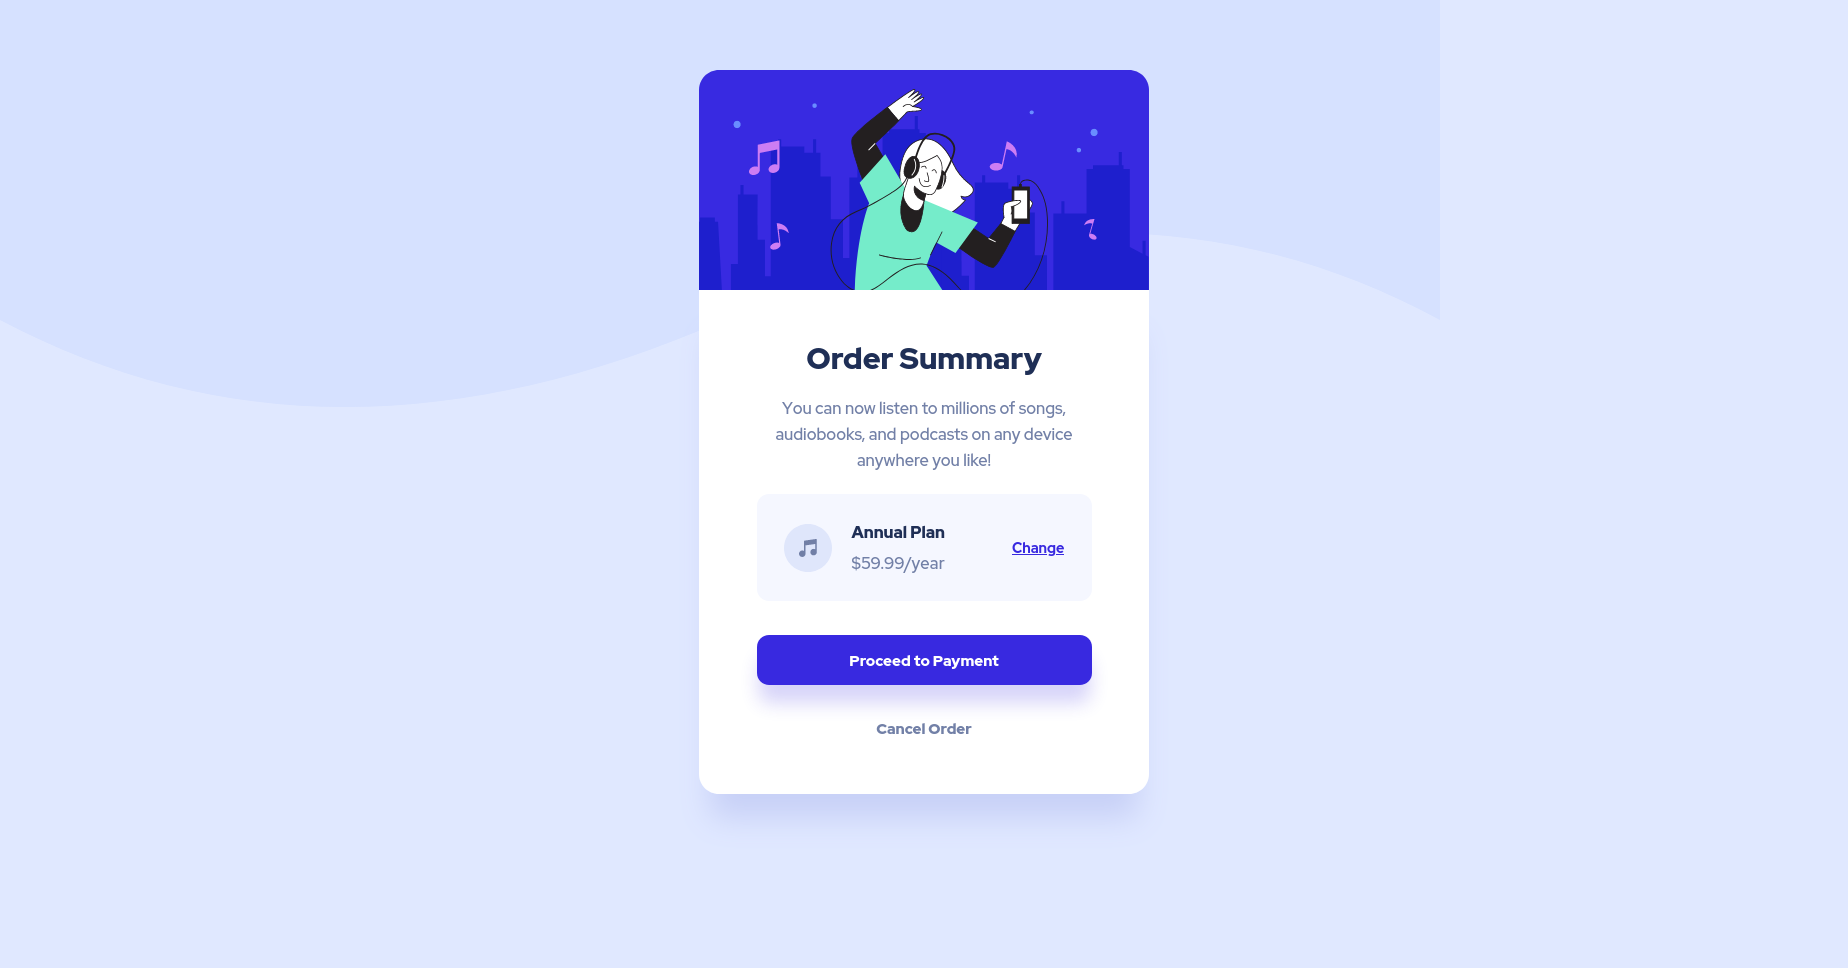 Order Summary
You can now listen to millions of songs,
audiobooks, and podcasts on any device
anywhere you like!
Annual Plan
$59.99/year
Change
Proceed to Payment
Cancel Order